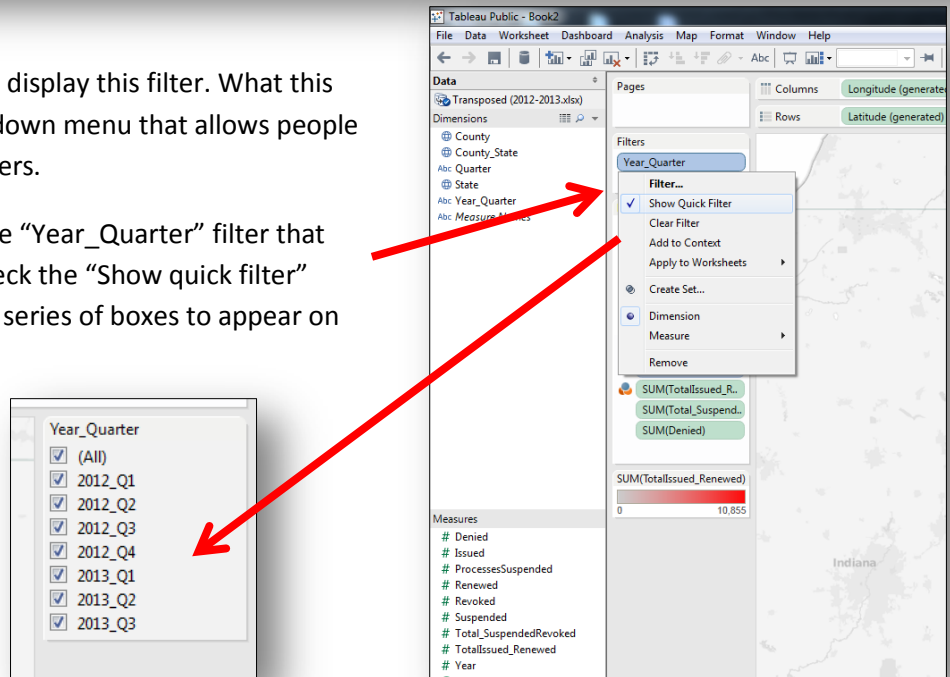 display this filter. What this
down menu that allows people
ers.
e “Year_Quarter” filter that
eck the “Show quick filter”
series of boxes to appear on
Year_Quarter
(All)
2012_Q1
2012_Q2
2012_Q3
2012_Q4
2013_Q1
2013_Q2
2013_Q3
Tableau Public - Book2
File Data Worksheet Dashboard Analysis Map Format Window Help
Abc
Data
Transposed (2012-2013.xlsx)
Dimensions
County
County_State
Abc Quarter
State
Abc Year_Quarter
Abc Measure Names
Measures
# Denied
# Issued
# ProcessesSuspended
# Renewed
# Revoked
# Suspended
# Total_SuspendedRevoked
# TotalIssued_Renewed
# Year
Pages
Filters
Year_Quarter
Filter...
Show Quick Filter
Clear Filter
Add to Context
Apply to Worksheets
Create Set...
Dimension
Measure
Remove
SUM(TotalIssued_R..
SUM(Total_Suspend..
SUM(Denied)
SUM(TotalIssued_Renewed)
0 10,855
Columns Longitude (generate
Rows Latitude (generated)
Indiana